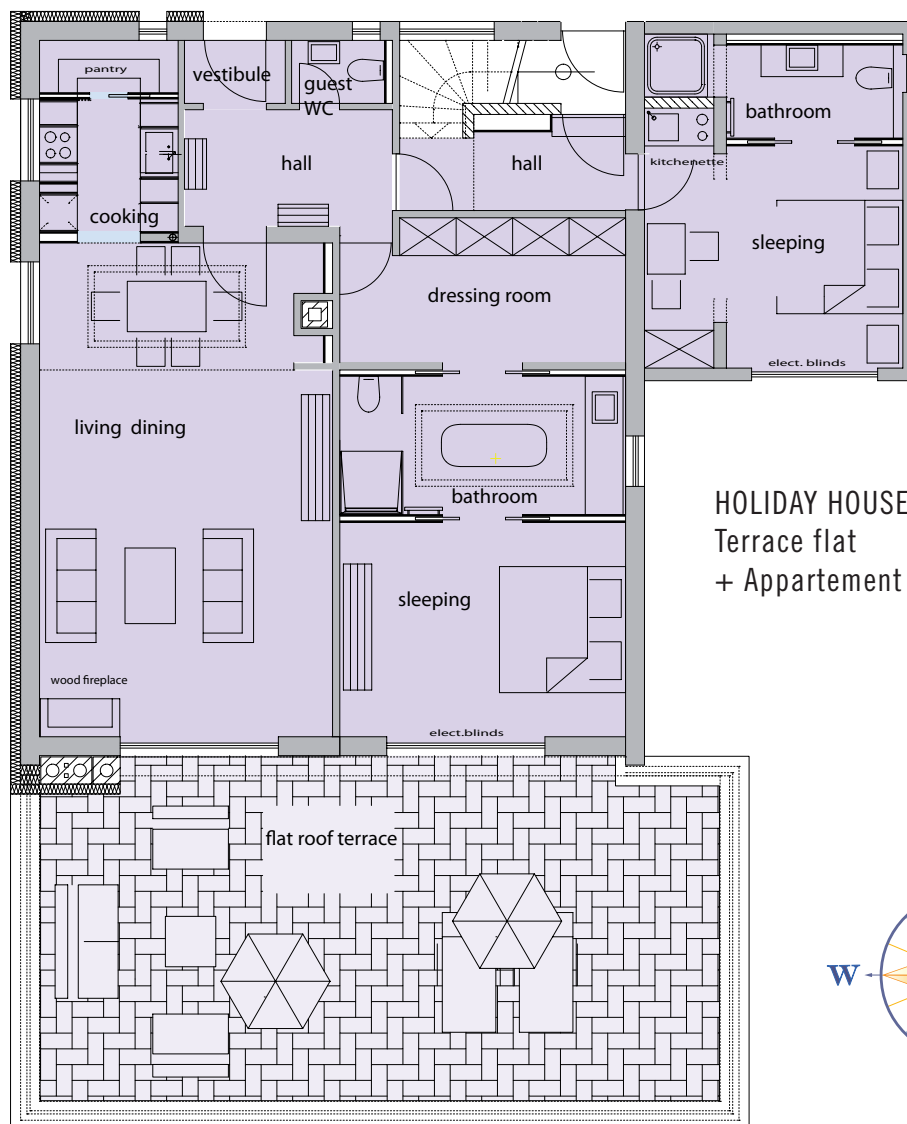 pantry
vestibule
guest
WC
bathroom
hall
hall
kitchenette
cooking
sleeping
dressing room
elect. blinds
living dining
bathroom
HOLIDAY HOUSE
Terrace flat
+ Appartement
sleeping
wood fireplace
elect.blinds
flat roof terrace
W